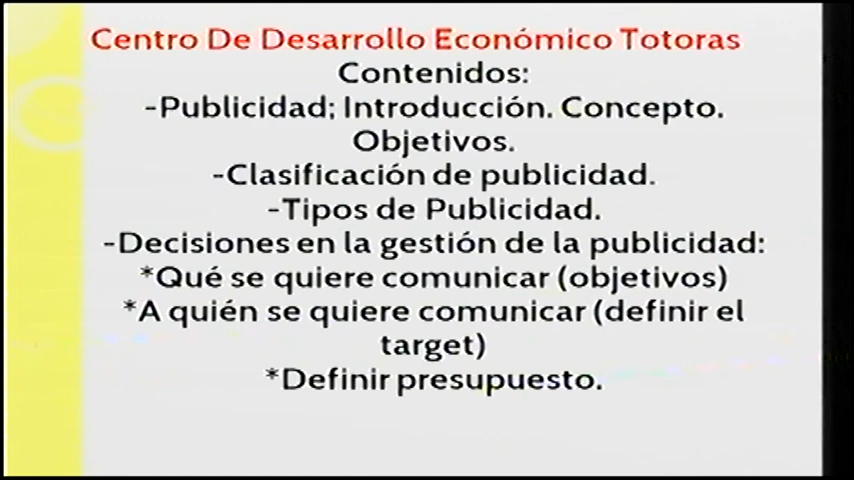 Centro De Desarrollo Económico Totoras
Contenidos:
-Publicidad; Introducción. Concepto.
Objetivos.
-Clasificación de publicidad.
-Tipos de Publicidad.
-Decisiones en la gestión de la publicidad:
*Qué se quiere comunicar (objetivos)
*A quién se quiere comunicar (definir el
target)
*Definir presupuesto.